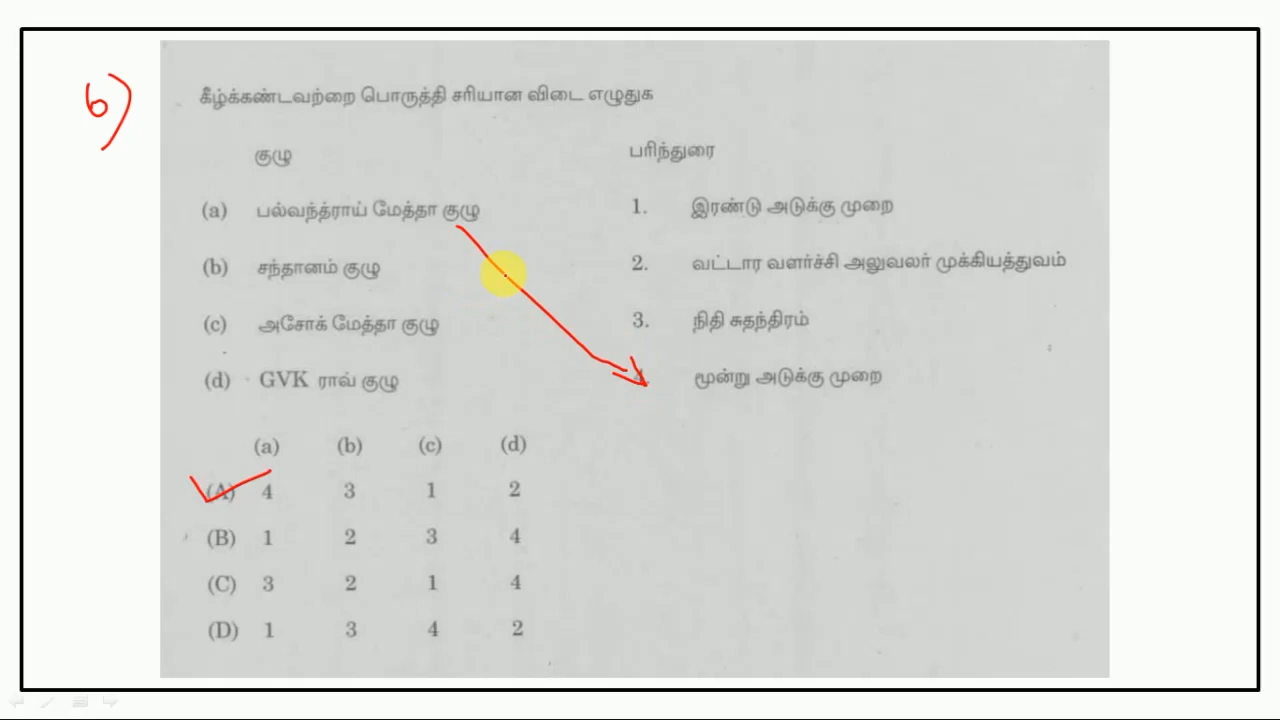 6)
கீழ்க்கண்டவற்றை பொருத்தி சரியான விடை எழுதுக
குழு பரிந்துரை
(a) பல்வந்த்ராய் மேத்தா குழு 1. இரண்டு அடுக்கு முறை
(b) சந்தானம் குழு 2. வட்டார வளர்ச்சி அலுவலர் முக்கியத்துவம்
(c) அசோக் மேத்தா குழு 3. நிதி சுதந்திரம்
(d) GVK ராவ் குழு 4. மூன்று அடுக்கு முறை
(a) (b) (c) (d)
(A) 4 3 1 2
(B) 1 2 3 4
(C) 3 2 1 4
(D) 1 3 4 2